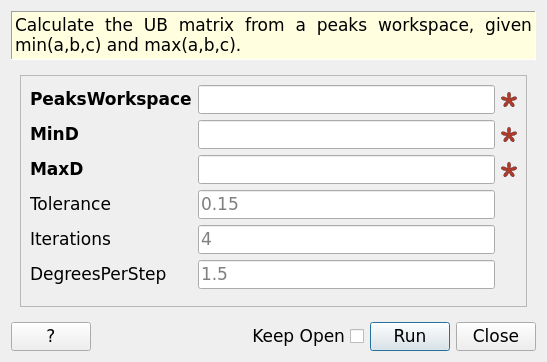 Calculate the UB matrix from a peaks workspace, given
min(a,b,c) and max(a,b,c).
PeaksWorkspace
MinD
MaxD
Tolerance 0.15
Iterations 4
DegreesPerStep 1.5
? Keep Open Run Close